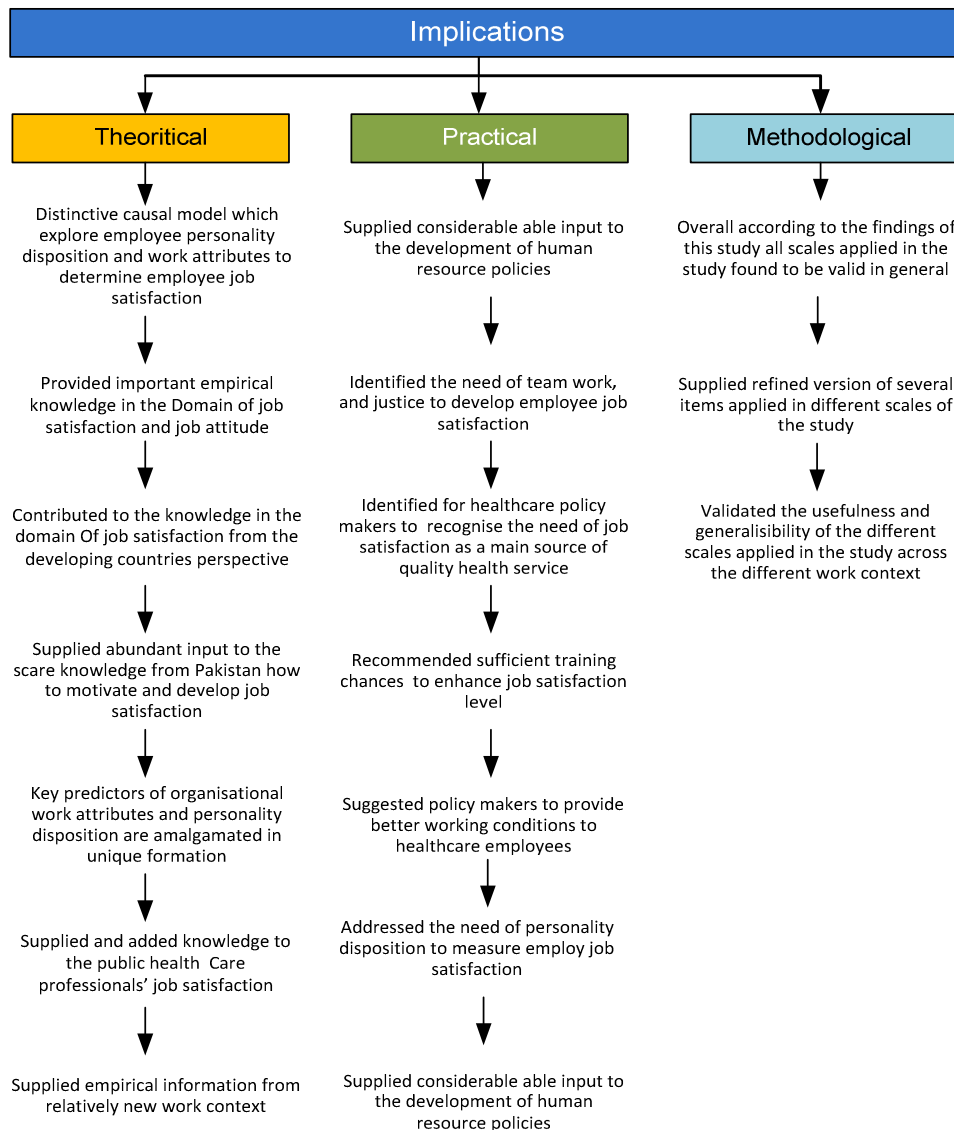 Implications
Theoritical
Distinctive causal model which
explore employee personality
disposition and work attributes to
determine employee job
satisfaction
Provided important empirical
knowledge in the Domain of job
satisfaction and job attitude
Contributed to the knowledge in the
domain Of job satisfaction from the
developing countries perspective
Supplied abundant input to the
scare knowledge from Pakistan how
to motivate and develop job
satisfaction
Key predictors of organisational
work attributes and personality
disposition are amalgamated in
unique formation
Supplied and added knowledge to
the public health Care
professionals’ job satisfaction
Supplied empirical information from
relatively new work context
Practical
Supplied considerable able input to
the development of human
resource policies
Identified the need of team work,
and justice to develop employee job
satisfaction
Identified for healthcare policy
makers to recognise the need of job
satisfaction as a main source of
quality health service
Recommended sufficient training
chances to enhance job satisfaction
level
Suggested policy makers to provide
better working conditions to
healthcare employees
Addressed the need of personality
disposition to measure employ job
satisfaction
Supplied considerable able input to
the development of human
resource policies
Methodological
Overall according to the findings of
this study all scales applied in the
study found to be valid in general
Supplied refined version of several
items applied in different scales of
the study
Validated the usefulness and
generalisibility of the different
scales applied in the study across
the different work context